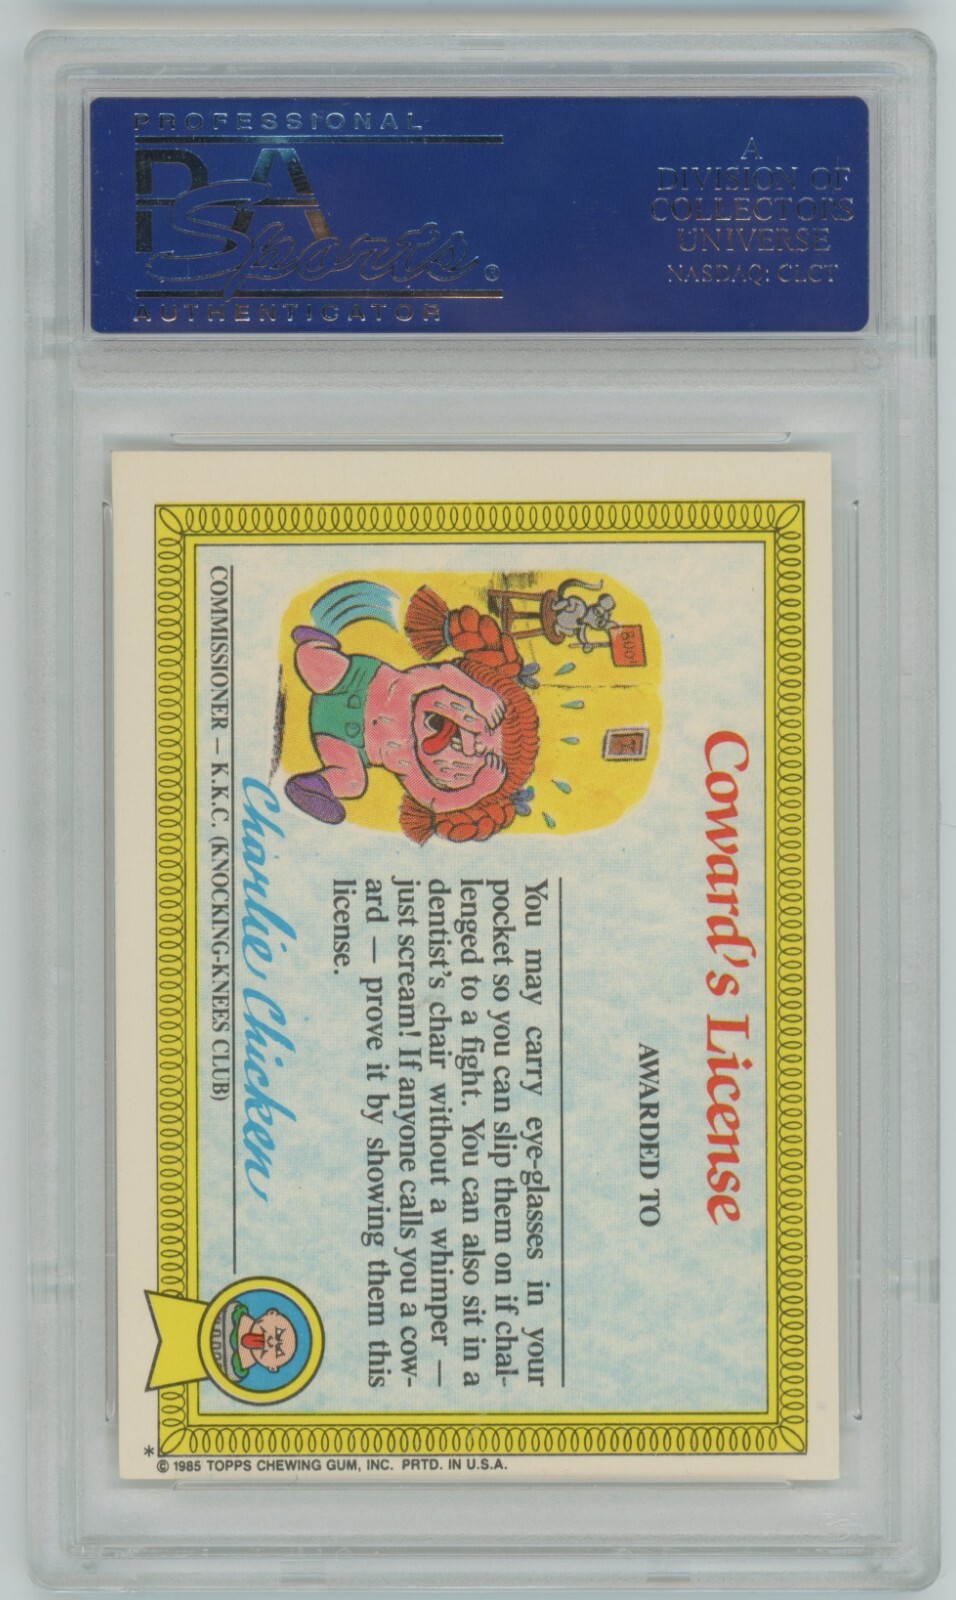 PROFESSIONAL
PSA
Sports®
AUTHENTICATOR
A
DIVISION OF
COLLECTORS
UNIVERSE
NASDAQ: CLCT
Coward's License
AWARDED TO
BOO!
You may carry eye-glasses in your
pocket so you can slip them on if chal-
lenged to a fight. You can also sit in a
dentist's chair without a whimper —
just scream! If anyone calls you a cow-
ard — prove it by showing them this
license.
Charlie Chicken
COMMISSIONER — K.K.C. (KNOCKING-KNEES CLUB)
*
© 1985 TOPPS CHEWING GUM, INC. PRTD. IN U.S.A.